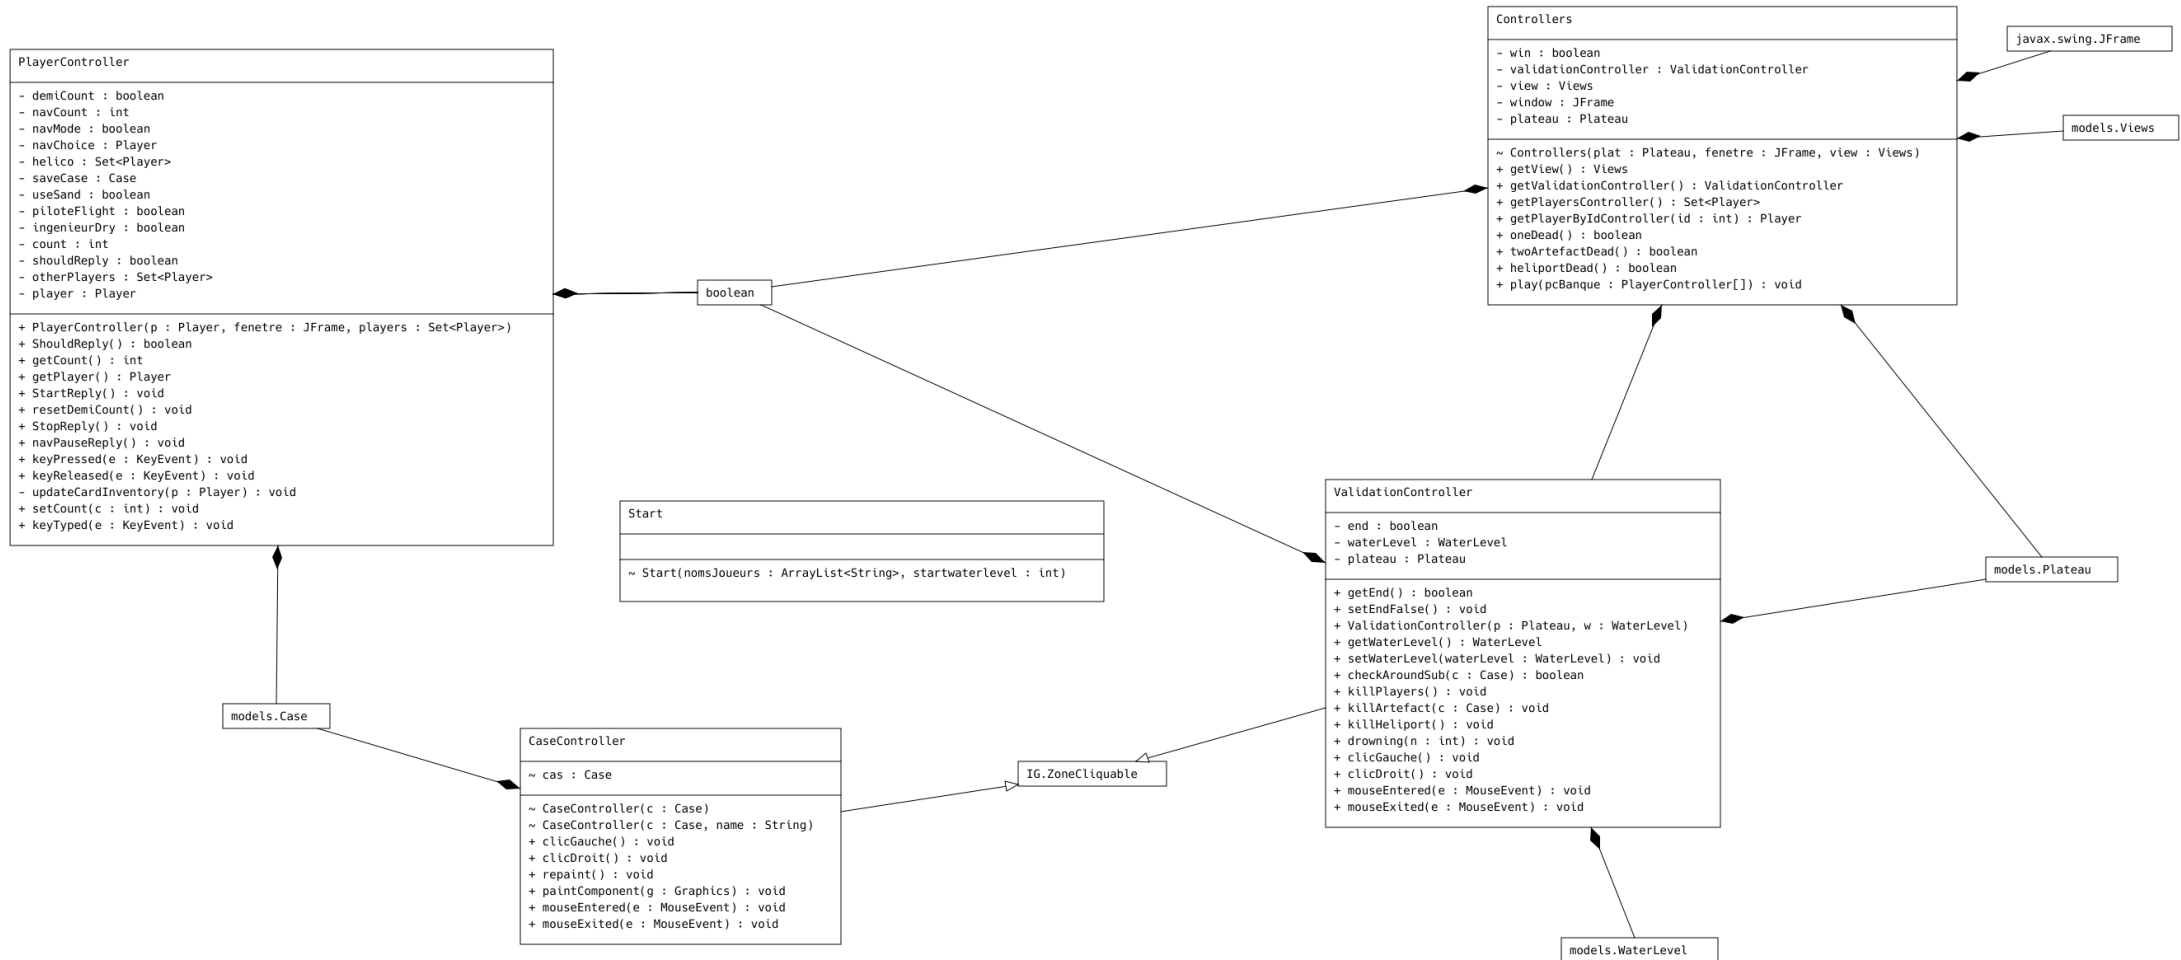 PlayerController
- demiCount : boolean
- navCount : int
- navMode : boolean
- navChoice : Player
- helico : Set<Player>
- saveCase : Case
- useSand : boolean
- piloteFlight : boolean
- ingenieurDry : boolean
- count : int
- shouldReply : boolean
- otherPlayers : Set<Player>
- player : Player
+ PlayerController(p : Player, fenetre : JFrame, players : Set<Player>)
+ ShouldReply() : boolean
+ getCount() : int
+ getPlayer() : Player
+ StartReply() : void
+ resetDemiCount() : void
+ StopReply() : void
+ navPauseReply() : void
+ keyPressed(e : KeyEvent) : void
+ keyReleased(e : KeyEvent) : void
- updateCardInventory(p : Player) : void
+ setCount(c : int) : void
+ keyTyped(e : KeyEvent) : void
boolean
Controllers
- win : boolean
- validationController : ValidationController
- view : Views
- window : JFrame
- plateau : Plateau
~ Controllers(plat : Plateau, fenetre : JFrame, view : Views)
+ getView() : Views
+ getValidationController() : ValidationController
+ getPlayersController() : Set<Player>
+ getPlayerByIdController(id : int) : Player
+ oneDead() : boolean
+ twoArtefactDead() : boolean
+ heliportDead() : boolean
+ play(pcBanque : PlayerController[]) : void
javax.swing.JFrame
models.Views
Start
~ Start(nomsJoueurs : ArrayList<String>, startwaterlevel : int)
ValidationController
- end : boolean
- waterLevel : WaterLevel
- plateau : Plateau
+ getEnd() : boolean
+ setEndFalse() : void
+ ValidationController(p : Plateau, w : WaterLevel)
+ getWaterLevel() : WaterLevel
+ setWaterLevel(waterLevel : WaterLevel) : void
+ checkAroundSub(c : Case) : boolean
+ killPlayers() : void
+ killArtefact(c : Case) : void
+ killHeliport() : void
+ drowning(n : int) : void
+ clicGauche() : void
+ clicDroit() : void
+ mouseEntered(e : MouseEvent) : void
+ mouseExited(e : MouseEvent) : void
models.Plateau
models.Case
CaseController
~ cas : Case
~ CaseController(c : Case)
~ CaseController(c : Case, name : String)
+ clicGauche() : void
+ clicDroit() : void
+ repaint() : void
+ paintComponent(g : Graphics) : void
+ mouseEntered(e : MouseEvent) : void
+ mouseExited(e : MouseEvent) : void
IG.ZoneCliquable
models.WaterLevel